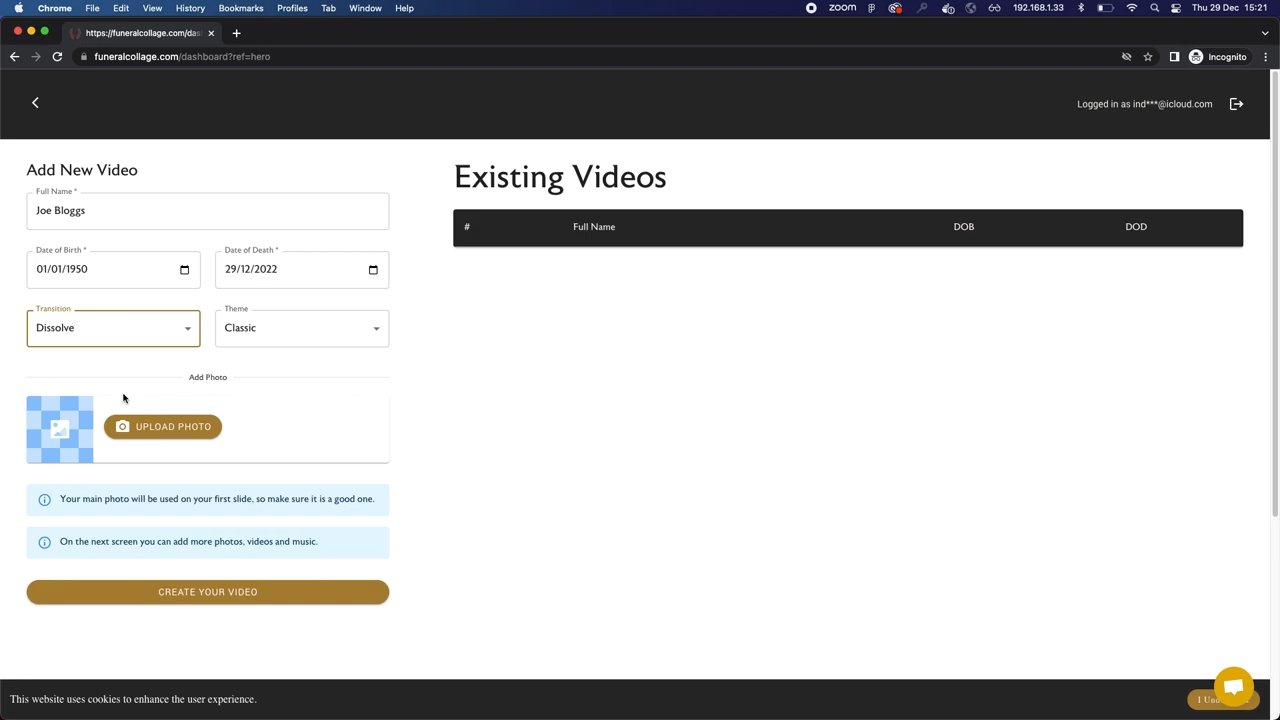 Chrome File Edit View History Bookmarks Profiles Tab Window Help zoom 192.168.1.33 Thu 29 Dec 15:21
https://funeralcollage.com/das
funeralcollage.com/dashboard?ref=hero Incognito
Logged in as ind***@icloud.com
Add New Video
Full Name *
Joe Bloggs
Date of Birth * Date of Death *
01/01/1950 29/12/2022
Transition Theme
Dissolve Classic
Add Photo
UPLOAD PHOTO
Your main photo will be used on your first slide, so make sure it is a good one.
On the next screen you can add more photos, videos and music.
CREATE YOUR VIDEO
Existing Videos
# Full Name DOB DOD
This website uses cookies to enhance the user experience.
I